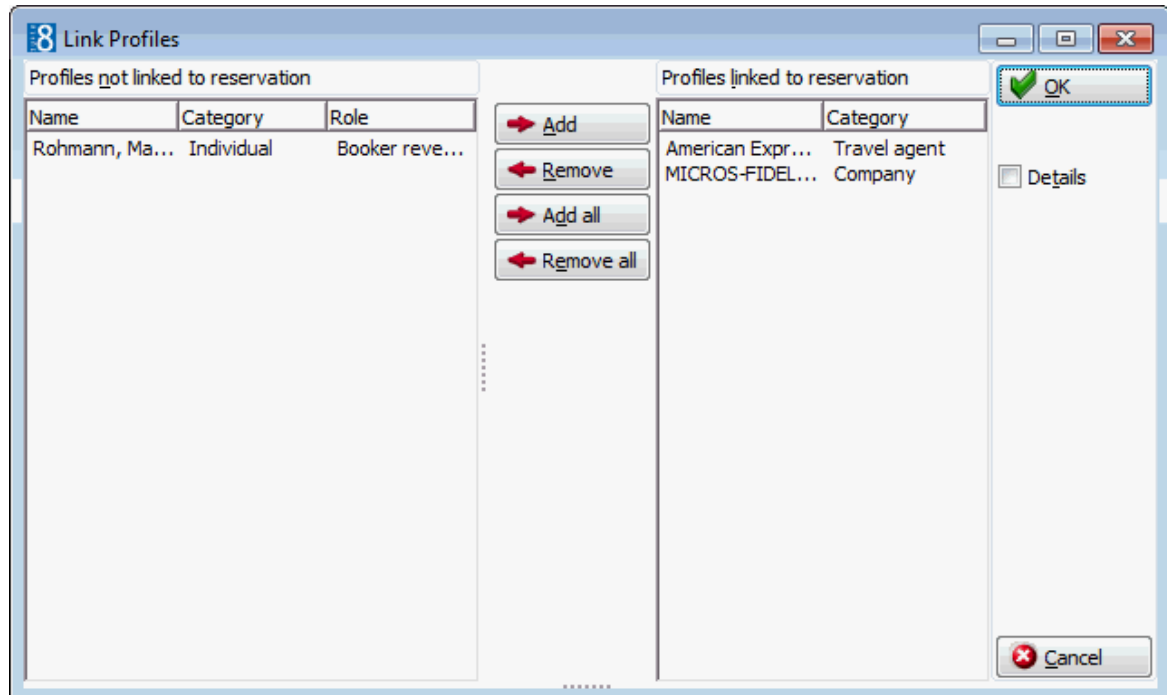 8 Link Profiles
Profiles not linked to reservation
Name Category Role
Rohmann, Ma... Individual Booker reve...
Add
Remove
Add all
Remove all
Profiles linked to reservation
Name Category
American Expr... Travel agent
MICROS-FIDEL... Company
OK
Details
Cancel